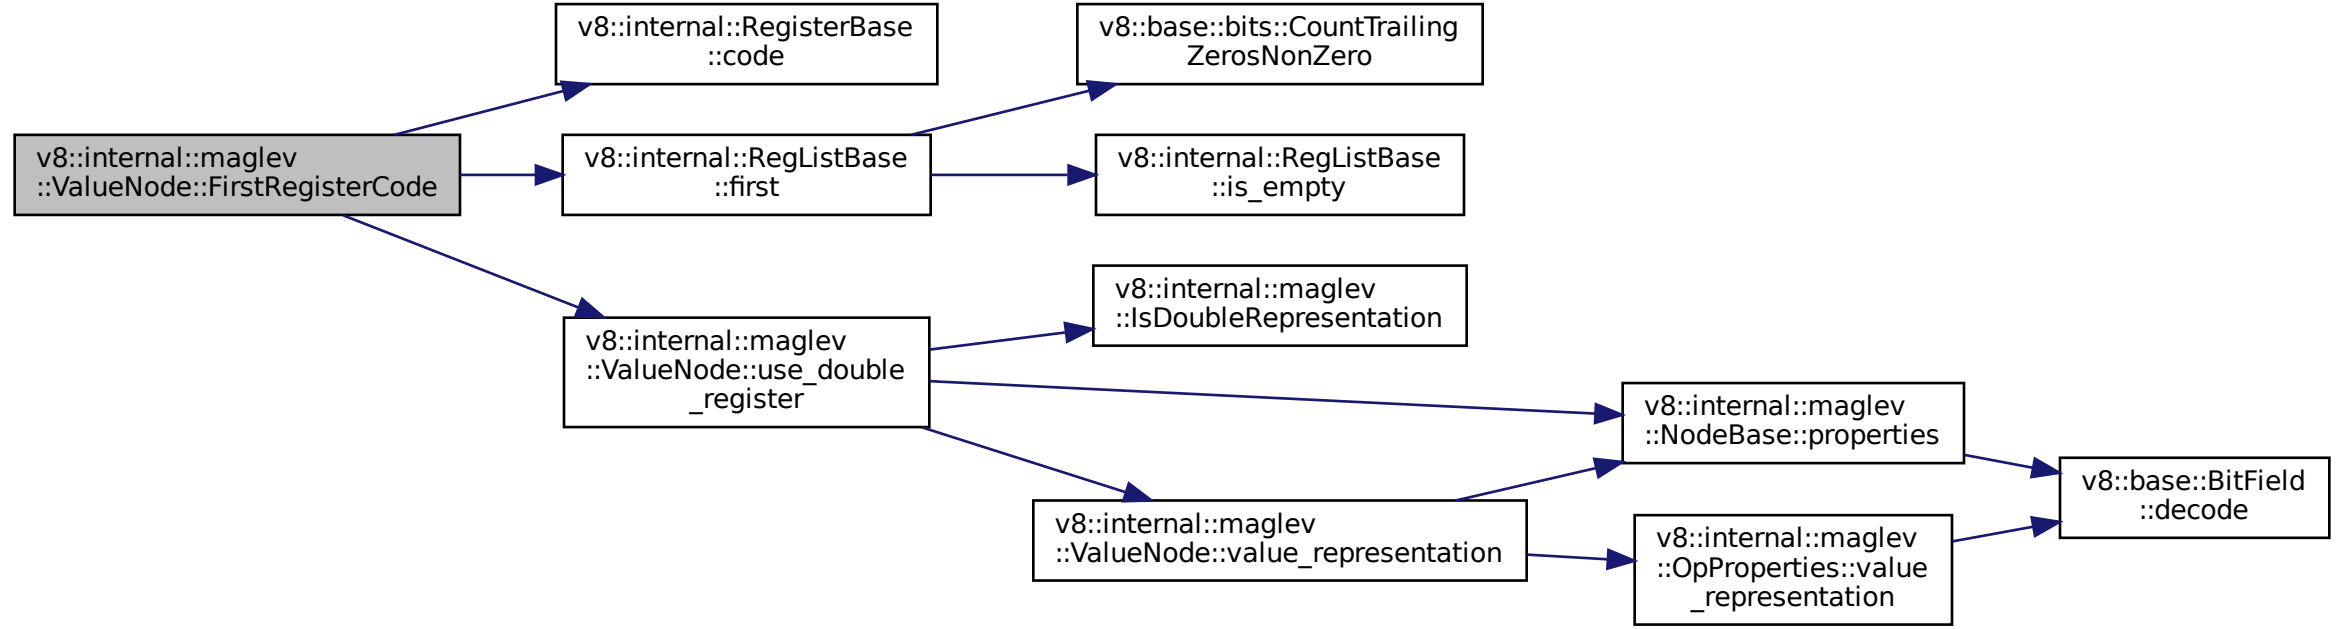 v8::internal::maglev
::ValueNode::FirstRegisterCode
v8::internal::RegisterBase
::code
v8::internal::RegListBase
::first
v8::base::bits::CountTrailing
ZerosNonZero
v8::internal::RegListBase
::is_empty
v8::internal::maglev
::ValueNode::use_double
_register
v8::internal::maglev
::IsDoubleRepresentation
v8::internal::maglev
::NodeBase::properties
v8::base::BitField
::decode
v8::internal::maglev
::ValueNode::value_representation
v8::internal::maglev
::OpProperties::value
_representation